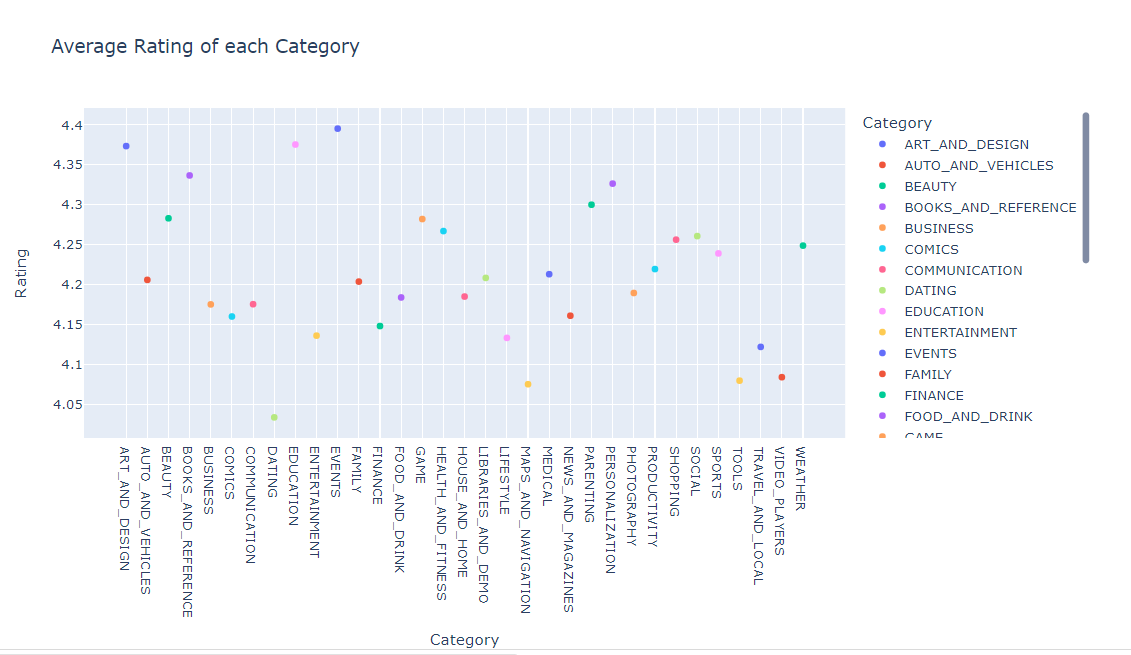 Average Rating of each Category
4.4
4.35
4.3
4.25
4.2
4.15
4.1
4.05
Rating
ART_AND_DESIGN
AUTO_AND_VEHICLES
BEAUTY
BOOKS_AND_REFERENCE
BUSINESS
COMICS
COMMUNICATION
DATING
EDUCATION
ENTERTAINMENT
EVENTS
FAMILY
FINANCE
FOOD_AND_DRINK
GAME
HEALTH_AND_FITNESS
HOUSE_AND_HOME
LIBRARIES_AND_DEMO
LIFESTYLE
MAPS_AND_NAVIGATION
MEDICAL
NEWS_AND_MAGAZINES
PARENTING
PERSONALIZATION
PHOTOGRAPHY
PRODUCTIVITY
SHOPPING
SOCIAL
SPORTS
TOOLS
TRAVEL_AND_LOCAL
VIDEO_PLAYERS
WEATHER
Category
Category
ART_AND_DESIGN
AUTO_AND_VEHICLES
BEAUTY
BOOKS_AND_REFERENCE
BUSINESS
COMICS
COMMUNICATION
DATING
EDUCATION
ENTERTAINMENT
EVENTS
FAMILY
FINANCE
FOOD_AND_DRINK
GAME